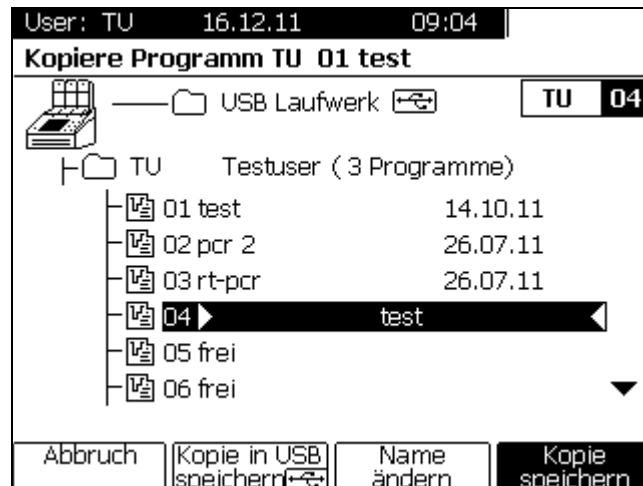 User: TU 16.12.11 09:04
Kopiere Programm TU 01 test
USB Laufwerk TU 04
TU Testuser ( 3 Programme)
01 test 14.10.11
02 pcr 2 26.07.11
03 rt-pcr 26.07.11
04 test
05 frei
06 frei
Abbruch Kopie in USB Name Kopie
speichern ändern speichern